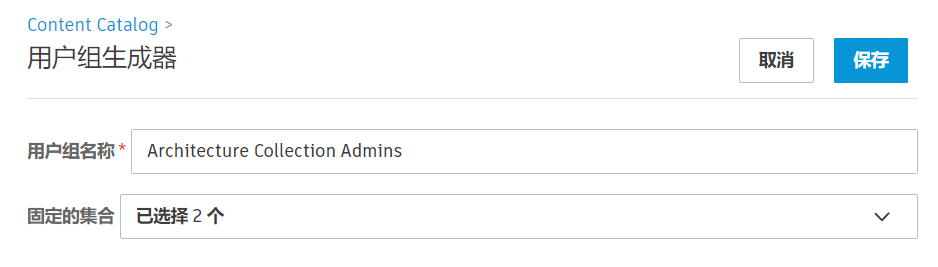 Content Catalog >
用户组生成器
取消
保存
用户组名称 * Architecture Collection Admins
固定的集合 已选择 2 个